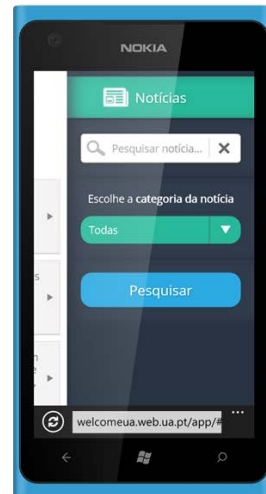 NOKIA
Notícias
Pesquisar notícia...
Escolhe a categoria da notícia
Todas
s
Pesquisar
n
e
welcomeua.web.ua.pt/app/#